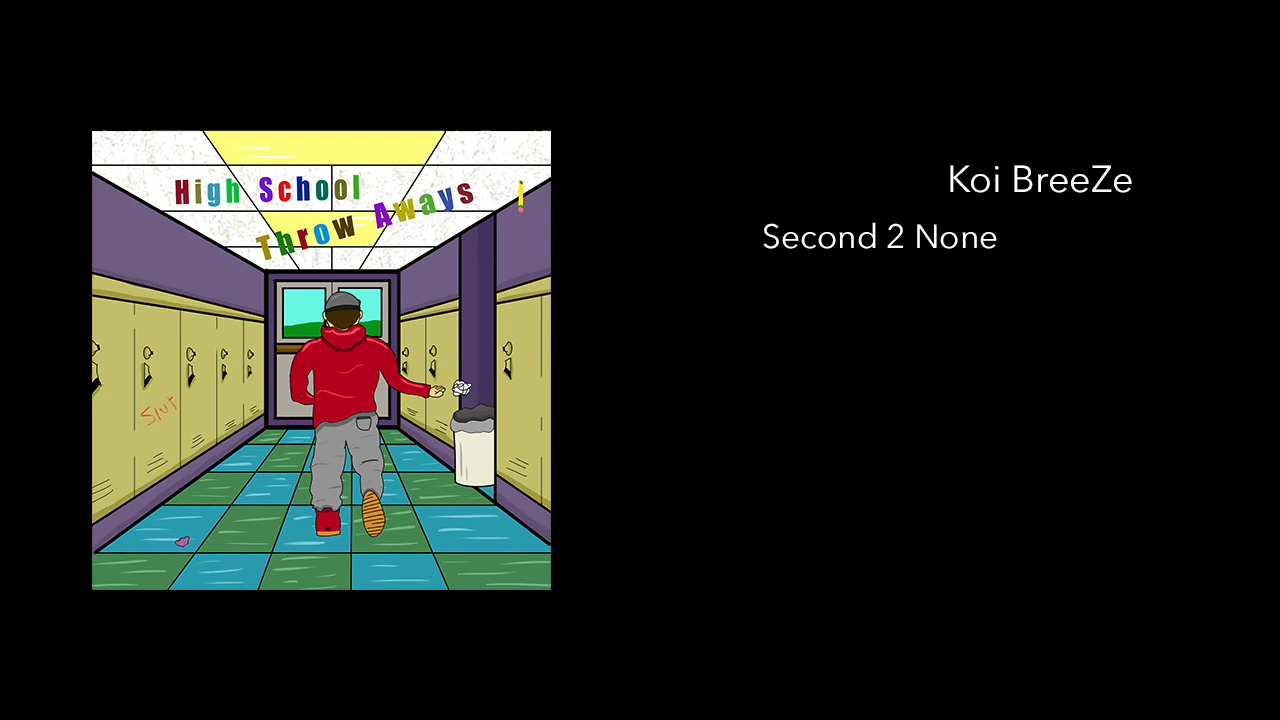 High School
Throw Aways
Slut
Koi BreeZe
Second 2 None